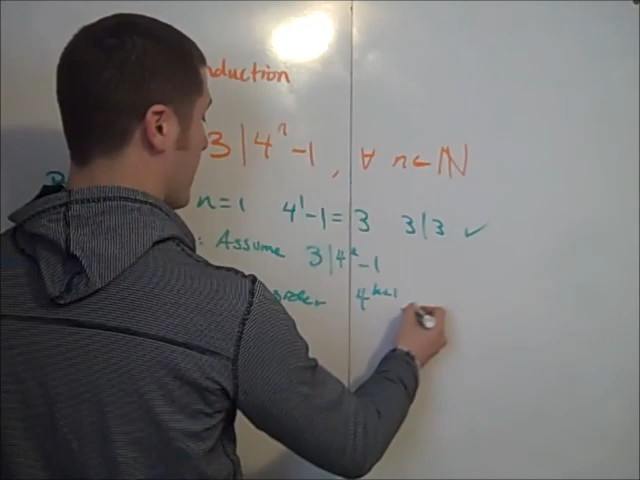 nduction
3 | 4ⁿ - 1, ∀ n ∈ ℕ
B n = 1 4¹ - 1 = 3 3 | 3 ✓
: Assume 3 | 4ᵏ - 1
4ᵏ⁺¹